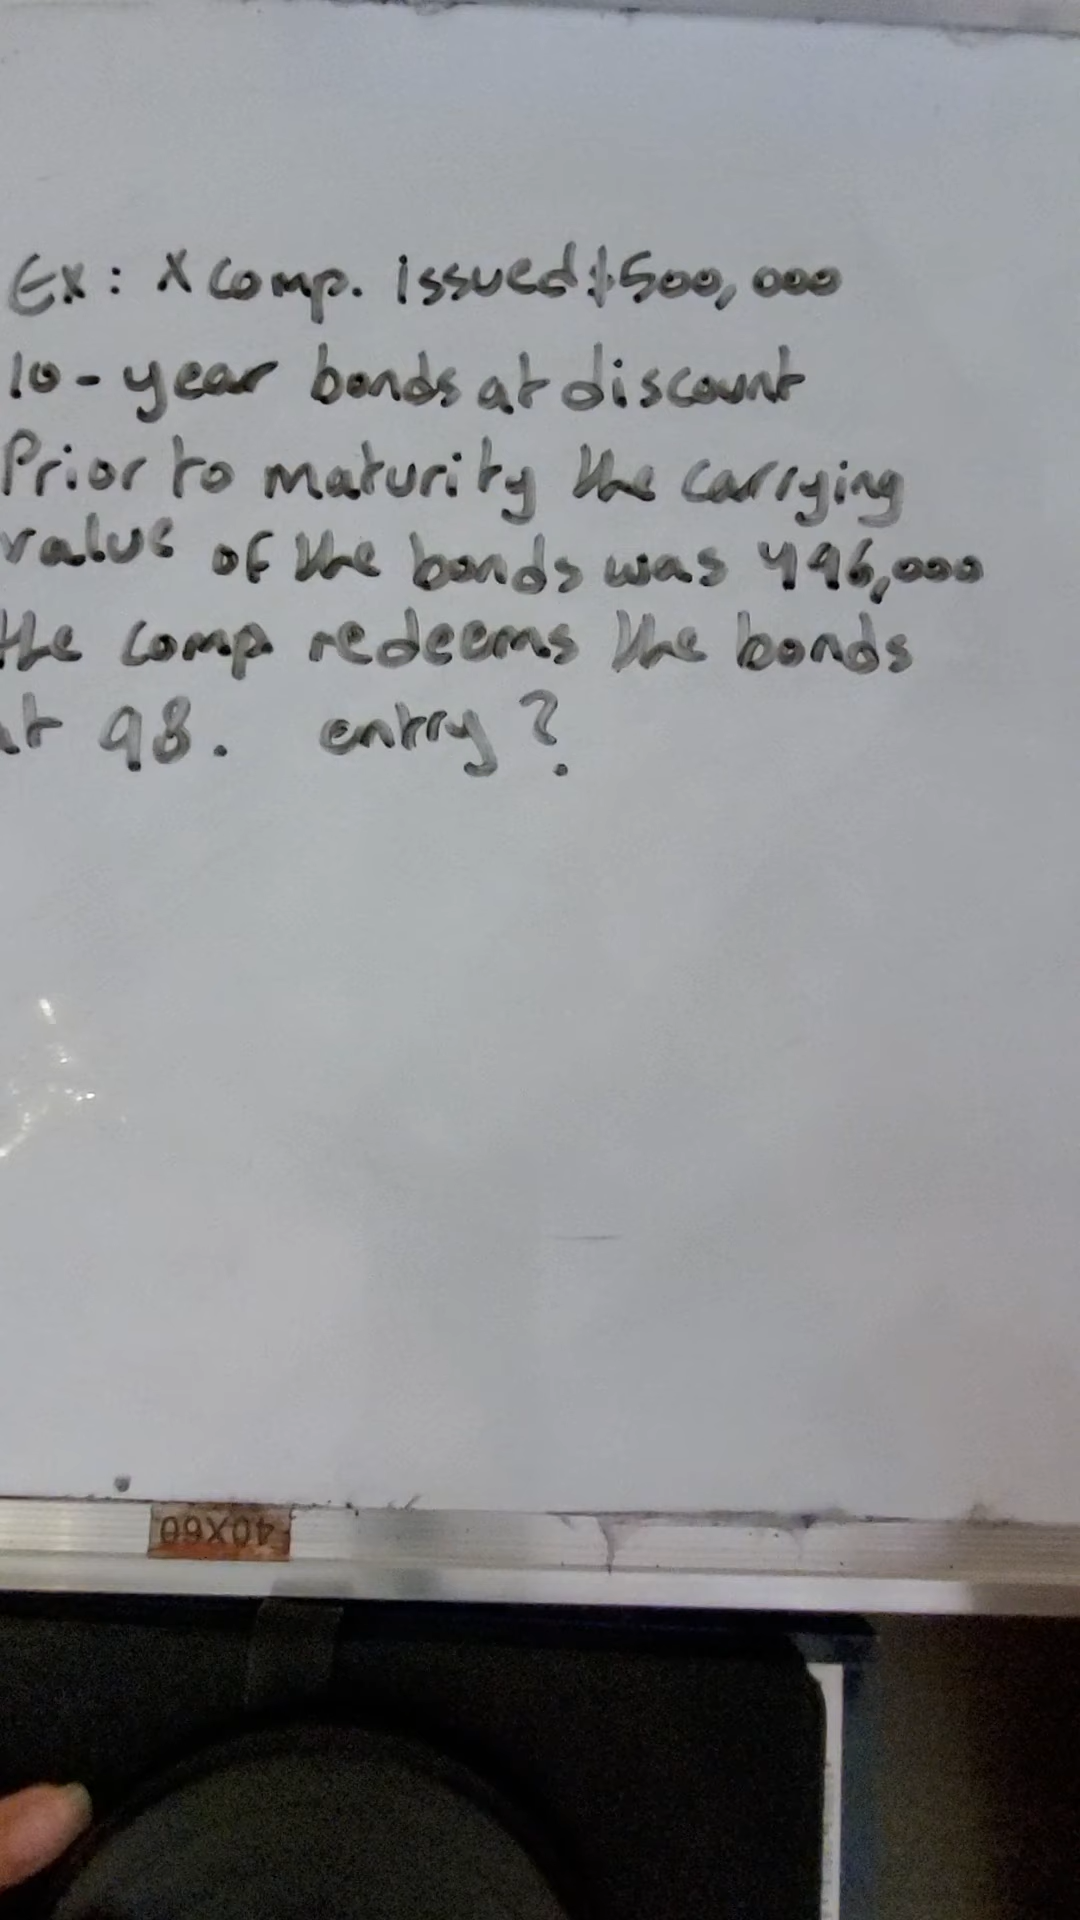 Ex: X comp. issued $500,000
10-year bonds at discount
Prior to maturity the carrying
value of the bonds was 496,000
the comp. redeems the bonds
at 98. entry?
40X60